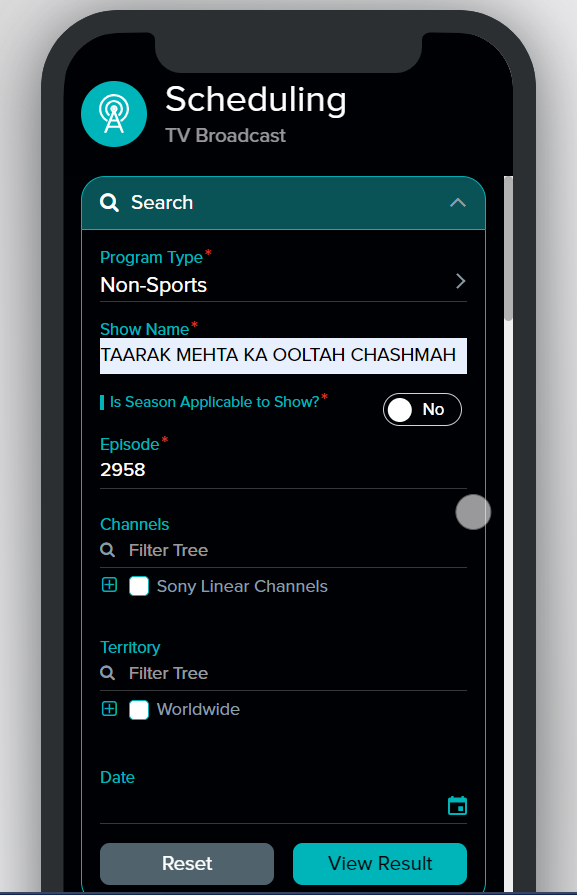 Scheduling
TV Broadcast
Search
Program Type*
Non-Sports
Show Name*
TAARAK MEHTA KA OOLTAH CHASHMAH
Is Season Applicable to Show?*
No
Episode*
2958
Channels
Filter Tree
Sony Linear Channels
Territory
Filter Tree
Worldwide
Date
Reset
View Result